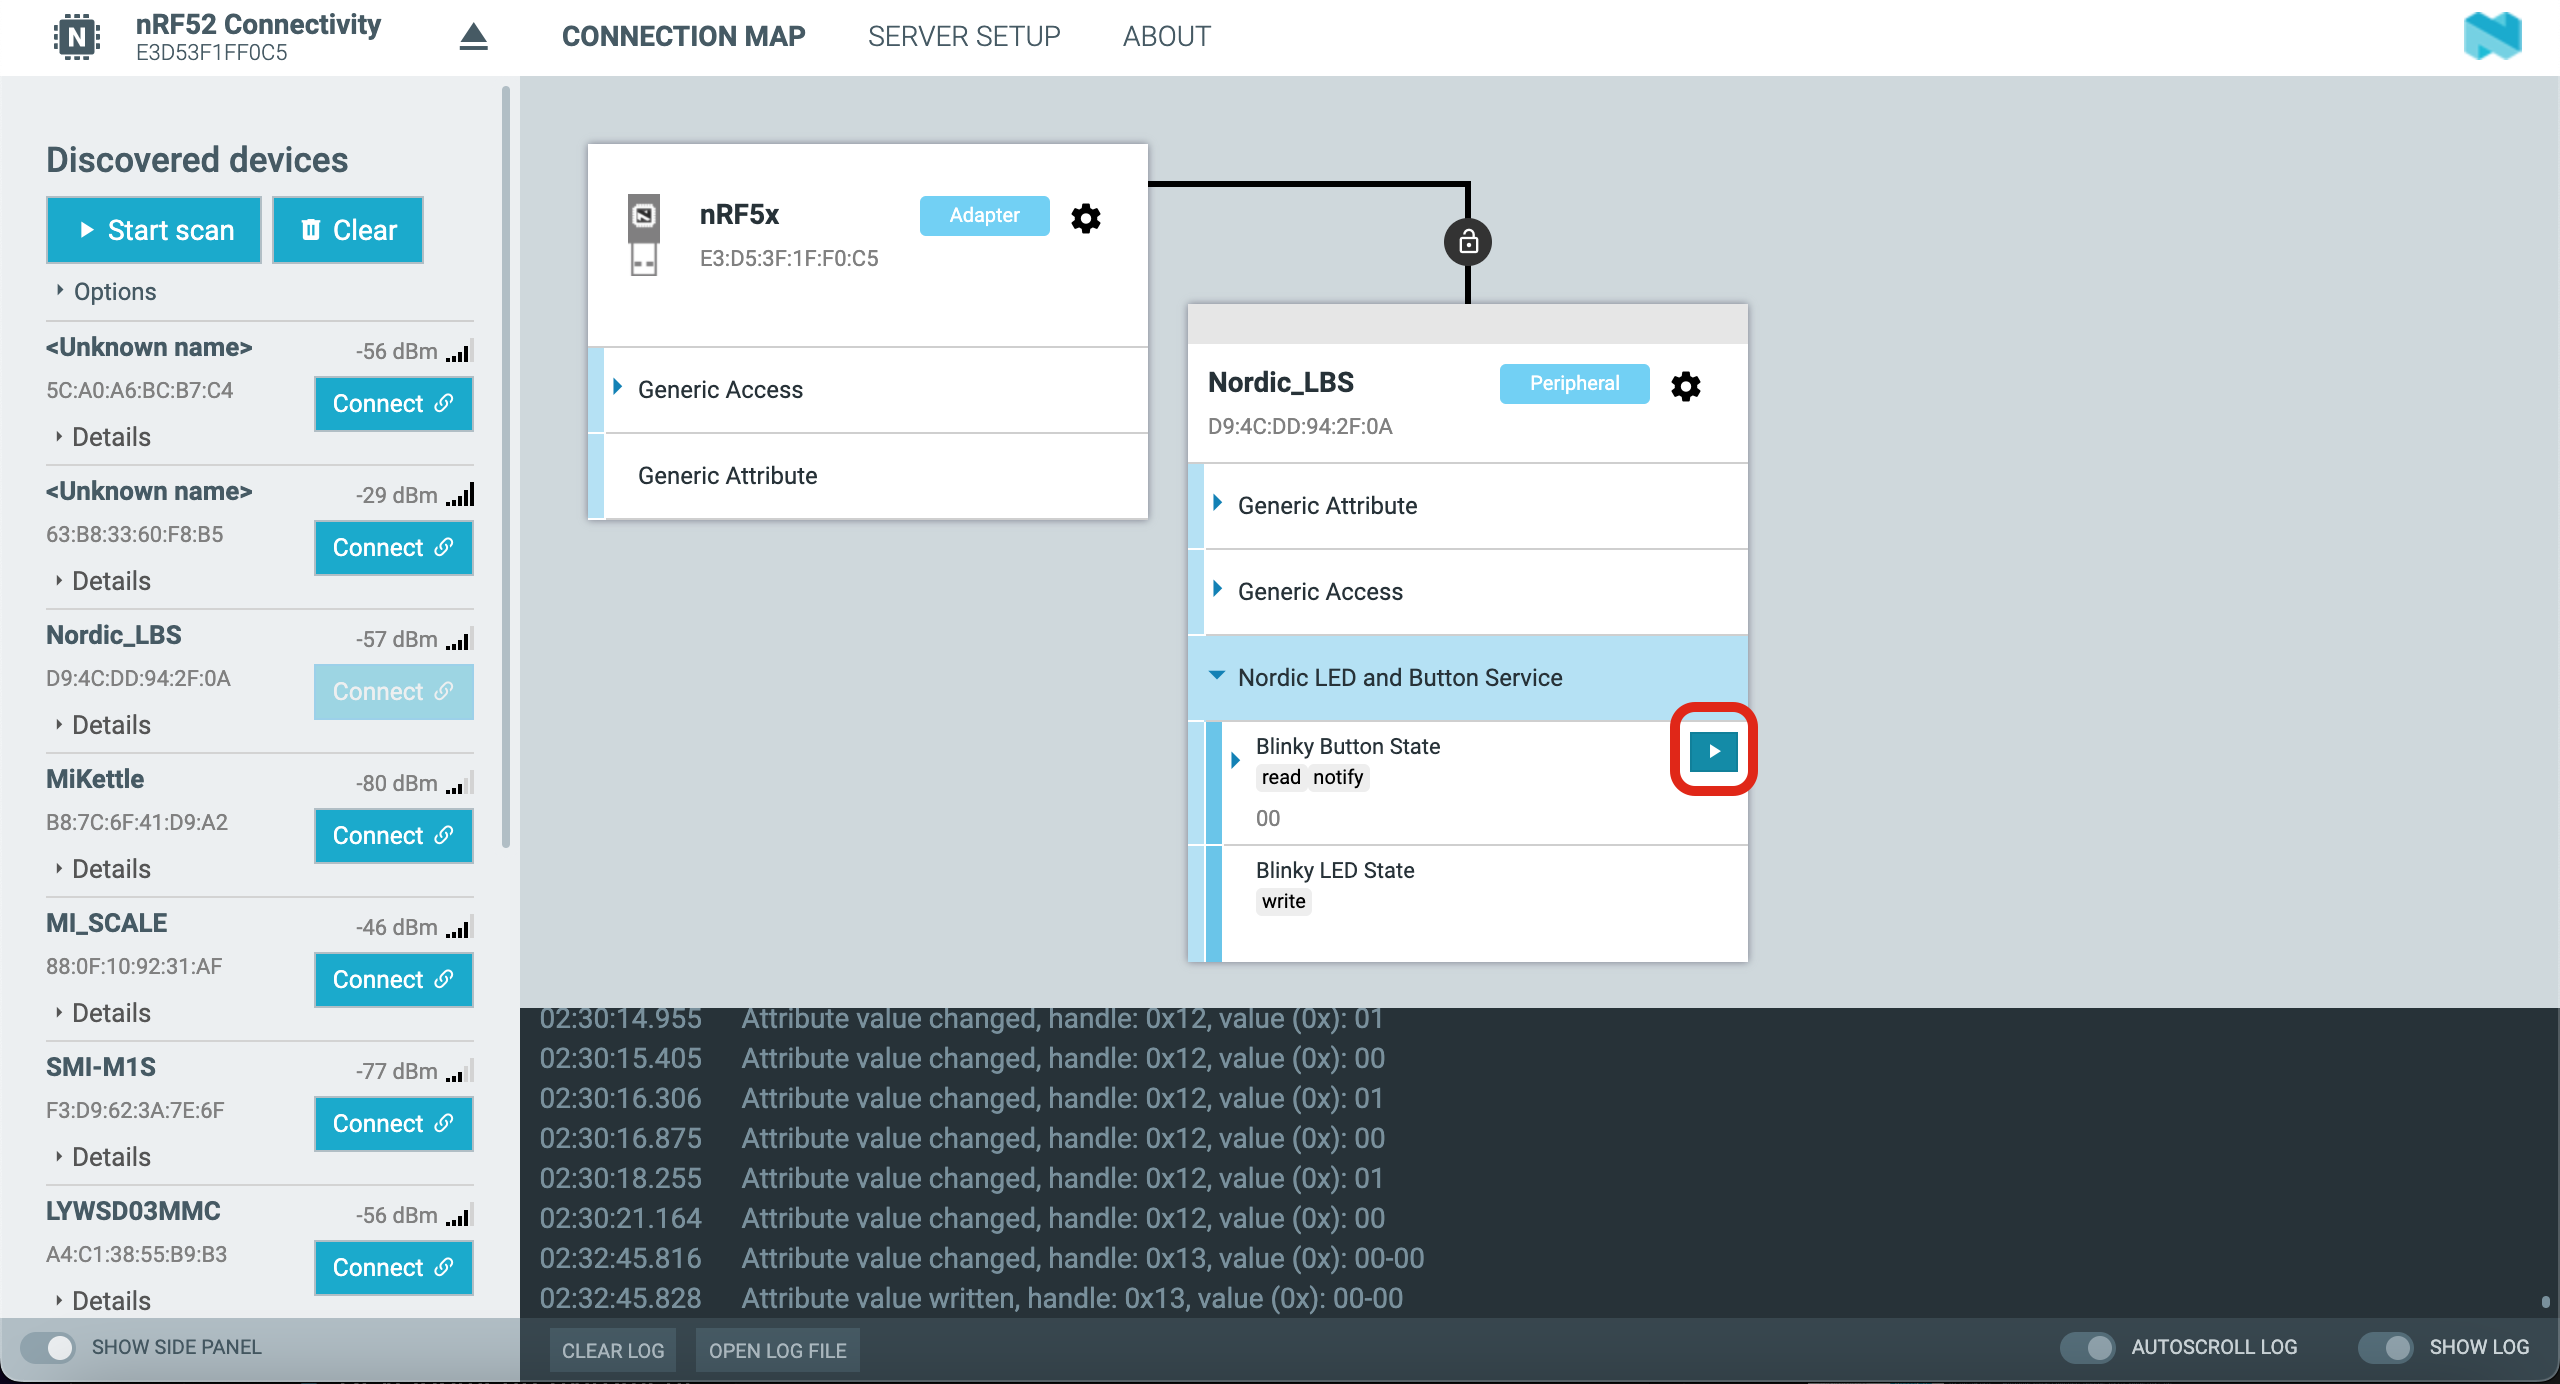 nRF52 Connectivity
E3D53F1FF0C5
CONNECTION MAP
SERVER SETUP
ABOUT
Discovered devices
Start scan
Clear
Options
<Unknown name>
-56 dBm
5C:A0:A6:BC:B7:C4
Connect
Details
<Unknown name>
-29 dBm
63:B8:33:60:F8:B5
Connect
Details
Nordic_LBS
-57 dBm
D9:4C:DD:94:2F:0A
Connect
Details
MiKettle
-80 dBm
B8:7C:6F:41:D9:A2
Connect
Details
MI_SCALE
-46 dBm
88:0F:10:92:31:AF
Connect
Details
SMI-M1S
-77 dBm
F3:D9:62:3A:7E:6F
Connect
Details
LYWSD03MMC
-56 dBm
A4:C1:38:55:B9:B3
Connect
Details
SHOW SIDE PANEL
nRF5x
Adapter
E3:D5:3F:1F:F0:C5
Generic Access
Generic Attribute
Nordic_LBS
Peripheral
D9:4C:DD:94:2F:0A
Generic Attribute
Generic Access
Nordic LED and Button Service
Blinky Button State
read notify
00
Blinky LED State
write
02:30:14.955 Attribute value changed, handle: 0x12, value (0x): 01
02:30:15.405 Attribute value changed, handle: 0x12, value (0x): 00
02:30:16.306 Attribute value changed, handle: 0x12, value (0x): 01
02:30:16.875 Attribute value changed, handle: 0x12, value (0x): 00
02:30:18.255 Attribute value changed, handle: 0x12, value (0x): 01
02:30:21.164 Attribute value changed, handle: 0x12, value (0x): 00
02:32:45.816 Attribute value changed, handle: 0x13, value (0x): 00-00
02:32:45.828 Attribute value written, handle: 0x13, value (0x): 00-00
CLEAR LOG
OPEN LOG FILE
AUTOSCROLL LOG
SHOW LOG